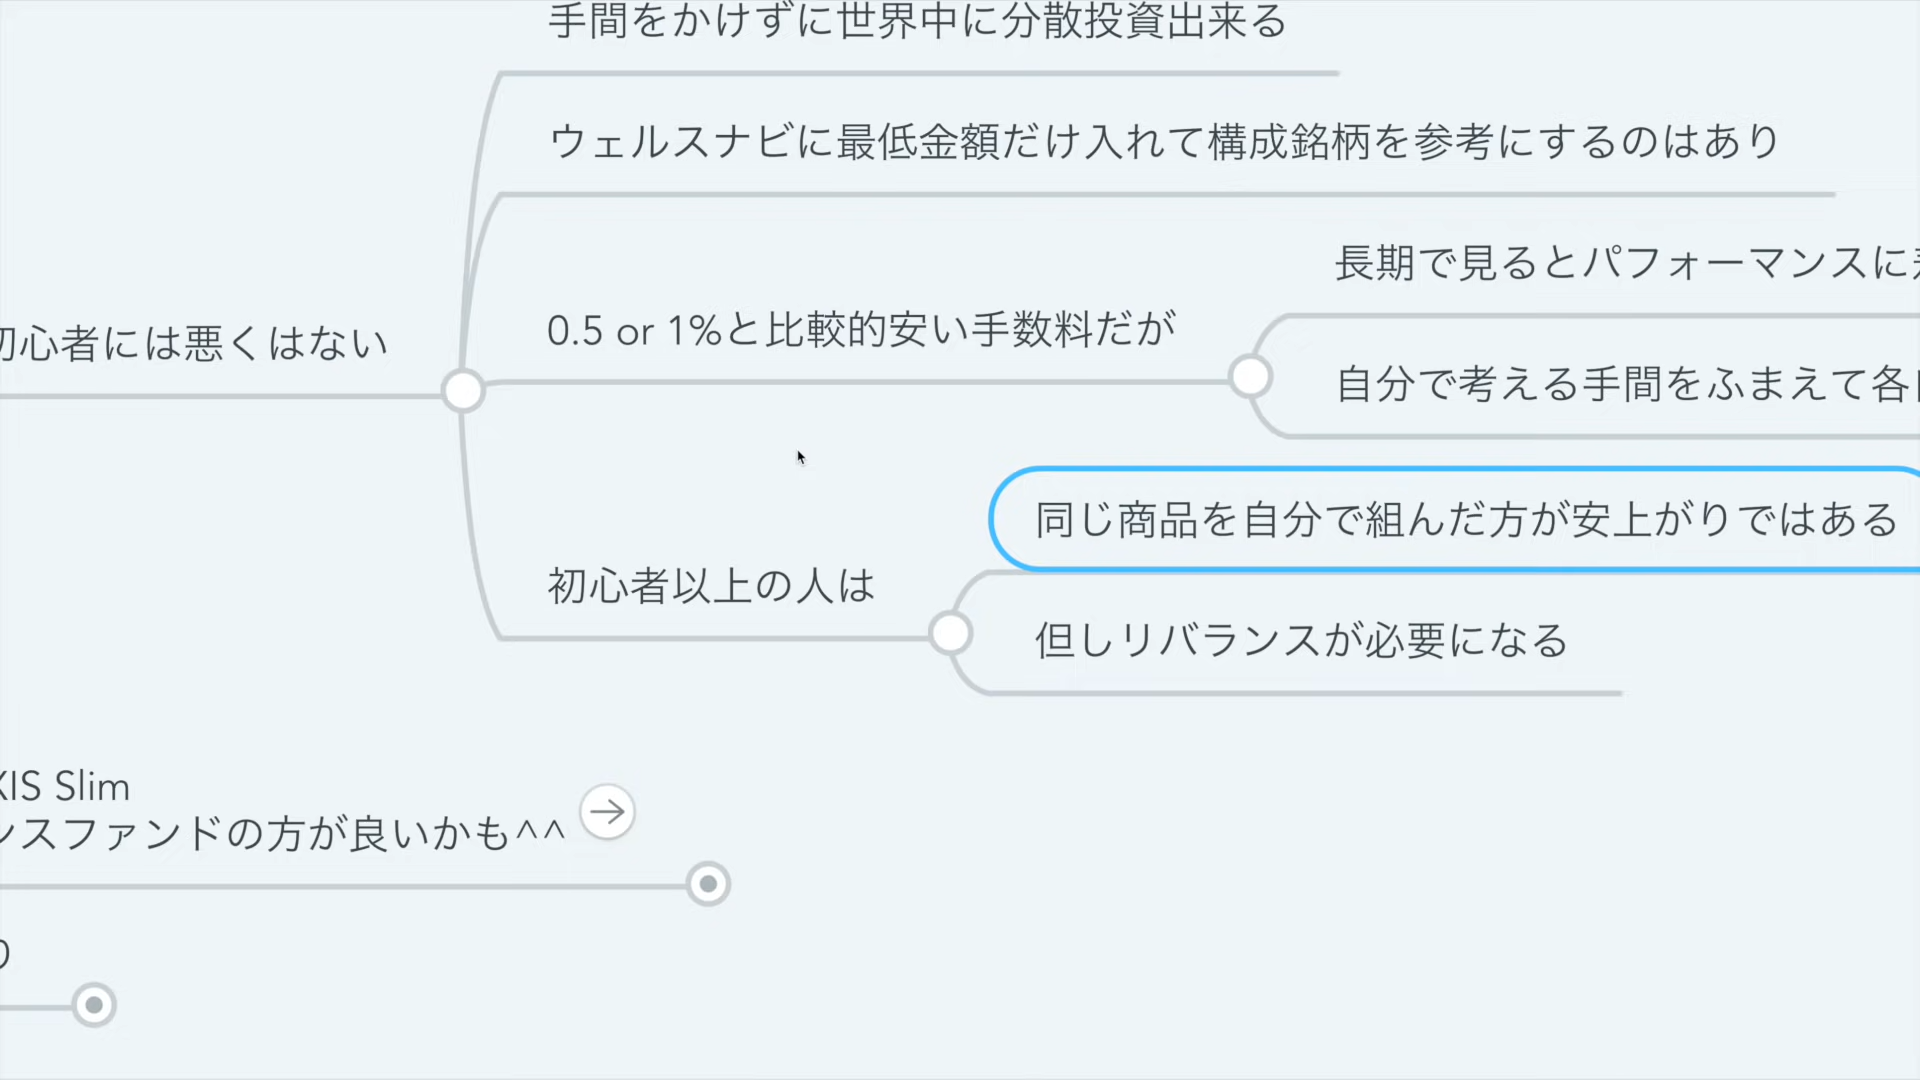 手間をかけずに世界中に分散投資出来る
ウェルスナビに最低金額だけ入れて構成銘柄を参考にするのはあり
長期で見るとパフォーマンスに
0.5 or 1%と比較的安い手数料だが
初心者には悪くはない
自分で考える手間をふまえて各
同じ商品を自分で組んだ方が安上がりではある
初心者以上の人は
但しリバランスが必要になる
XIS Slim
ンスファンドの方が良いかも^^